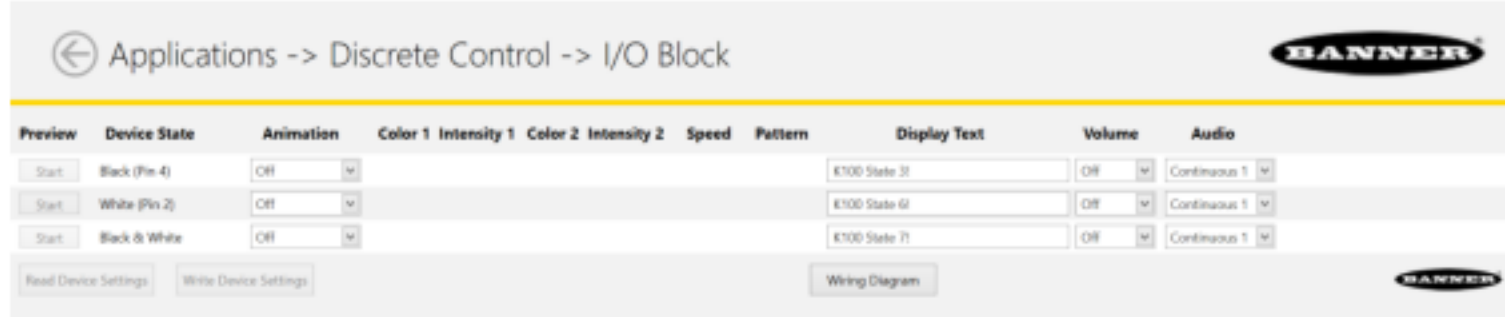 Applications -> Discrete Control -> I/O Block
BANNER
Preview Device State Animation Color 1 Intensity 1 Color 2 Intensity 2 Speed Pattern Display Text Volume Audio
Start Black (Pin 4) Off K100 State 3! Off Continuous 1
Start White (Pin 2) Off K100 State 6! Off Continuous 1
Start Black & White Off K100 State 7! Off Continuous 1
Read Device Settings Write Device Settings Wiring Diagram BANNER